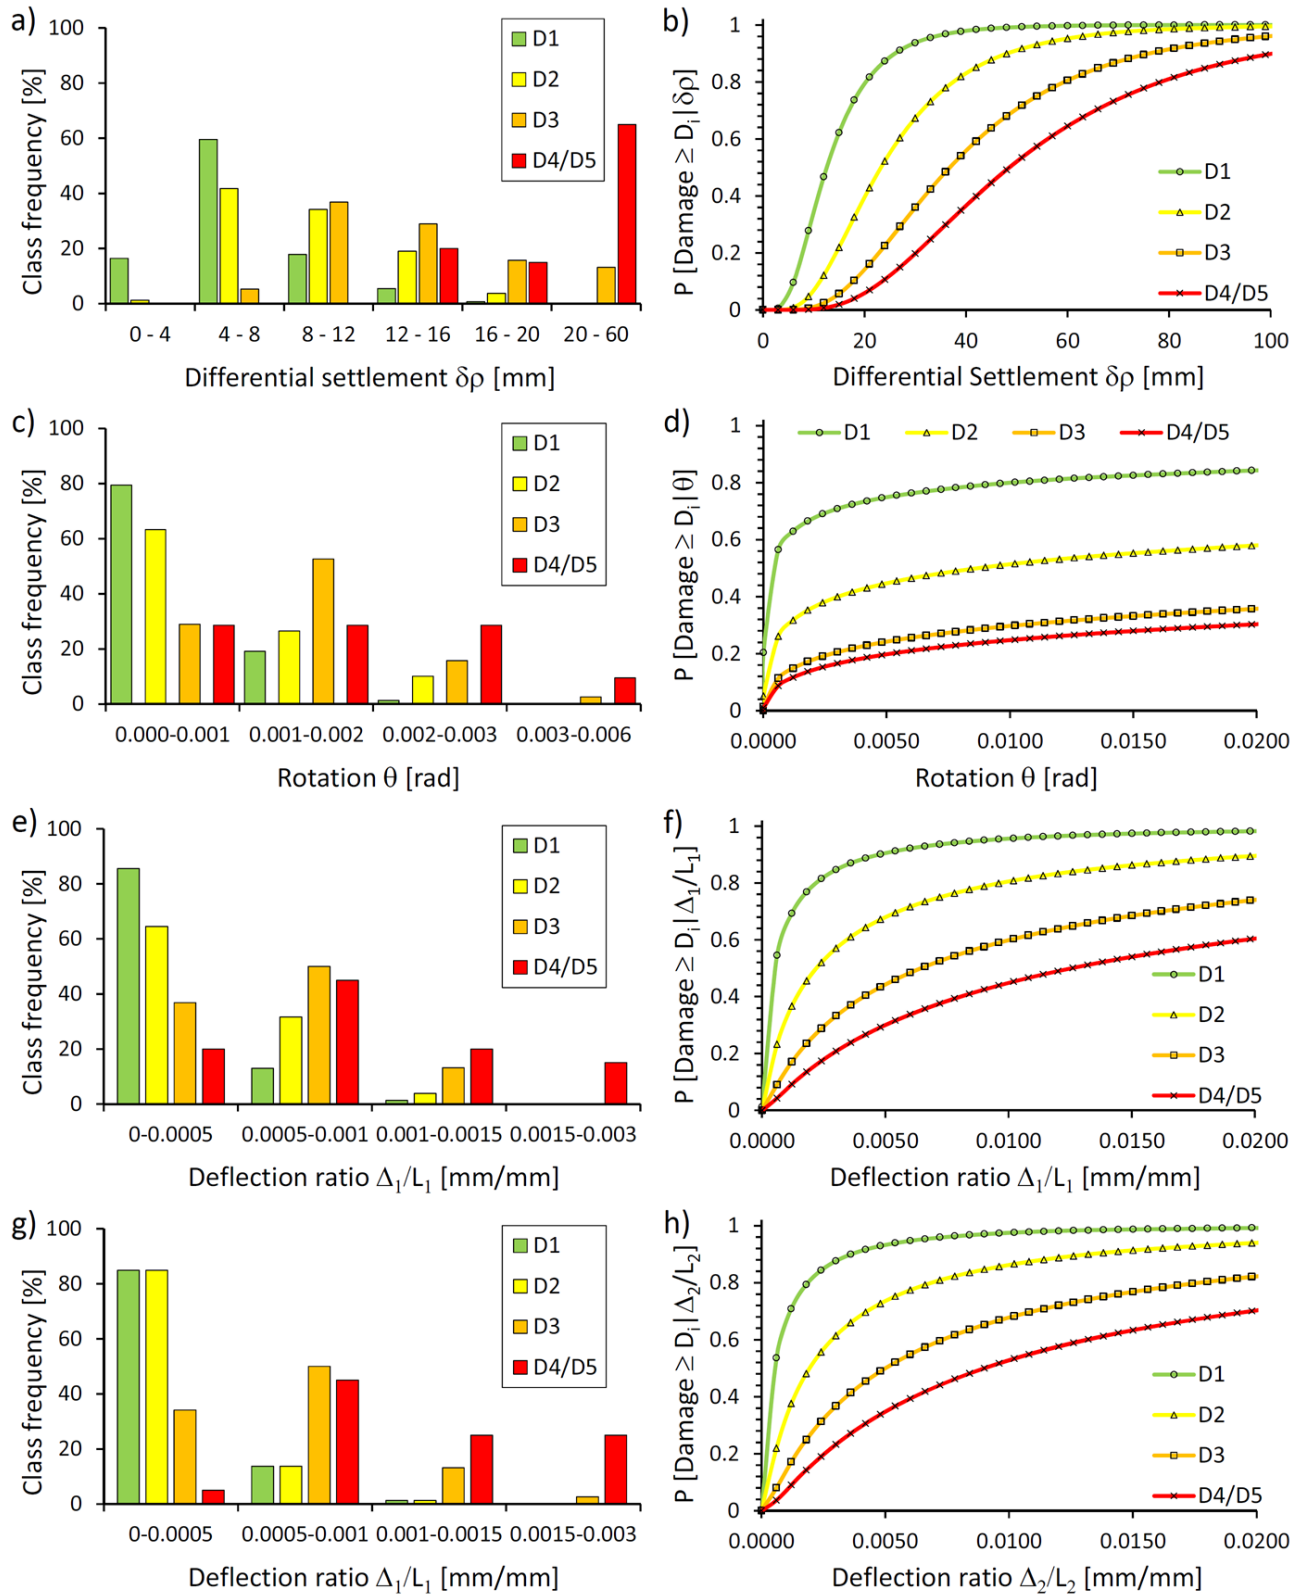 a)
Class frequency [%]
100
80
60
40
20
0
D1
D2
D3
D4/D5
0 - 4
4 - 8
8 - 12
12 - 16
16 - 20
20 - 60
Differential settlement δρ [mm]
b)
P [Damage ≥ Di|δρ]
1
0.8
0.6
0.4
0.2
0
D1
D2
D3
D4/D5
0
20
40
60
80
100
Differential Settlement δρ [mm]
c)
Class frequency [%]
100
80
60
40
20
0
D1
D2
D3
D4/D5
0.000-0.001
0.001-0.002
0.002-0.003
0.003-0.006
Rotation θ [rad]
d)
P [Damage ≥ Di|θ]
1
0.8
0.6
0.4
0.2
0
D1
D2
D3
D4/D5
0.0000
0.0050
0.0100
0.0150
0.0200
Rotation θ [rad]
e)
Class frequency [%]
100
80
60
40
20
0
D1
D2
D3
D4/D5
0-0.0005
0.0005-0.001
0.001-0.0015
0.0015-0.003
Deflection ratio Δ1/L1 [mm/mm]
f)
P [Damage ≥ Di|Δ1/L1]
1
0.8
0.6
0.4
0.2
0
D1
D2
D3
D4/D5
0.0000
0.0050
0.0100
0.0150
0.0200
Deflection ratio Δ1/L1 [mm/mm]
g)
Class frequency [%]
100
80
60
40
20
0
D1
D2
D3
D4/D5
0-0.0005
0.0005-0.001
0.001-0.0015
0.0015-0.003
Deflection ratio Δ1/L1 [mm/mm]
h)
P [Damage ≥ Di|Δ2/L2]
1
0.8
0.6
0.4
0.2
0
D1
D2
D3
D4/D5
0.0000
0.0050
0.0100
0.0150
0.0200
Deflection ratio Δ2/L2 [mm/mm]